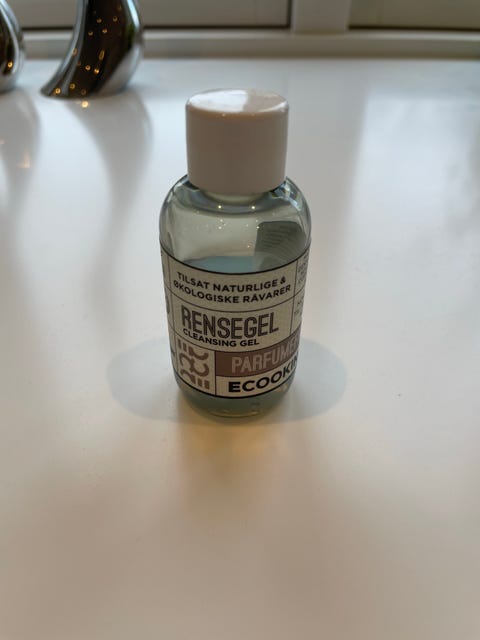 TILSAT NATURLIGE &
ØKOLOGISKE RÅVARER
RENSEGEL
CLEANSING GEL